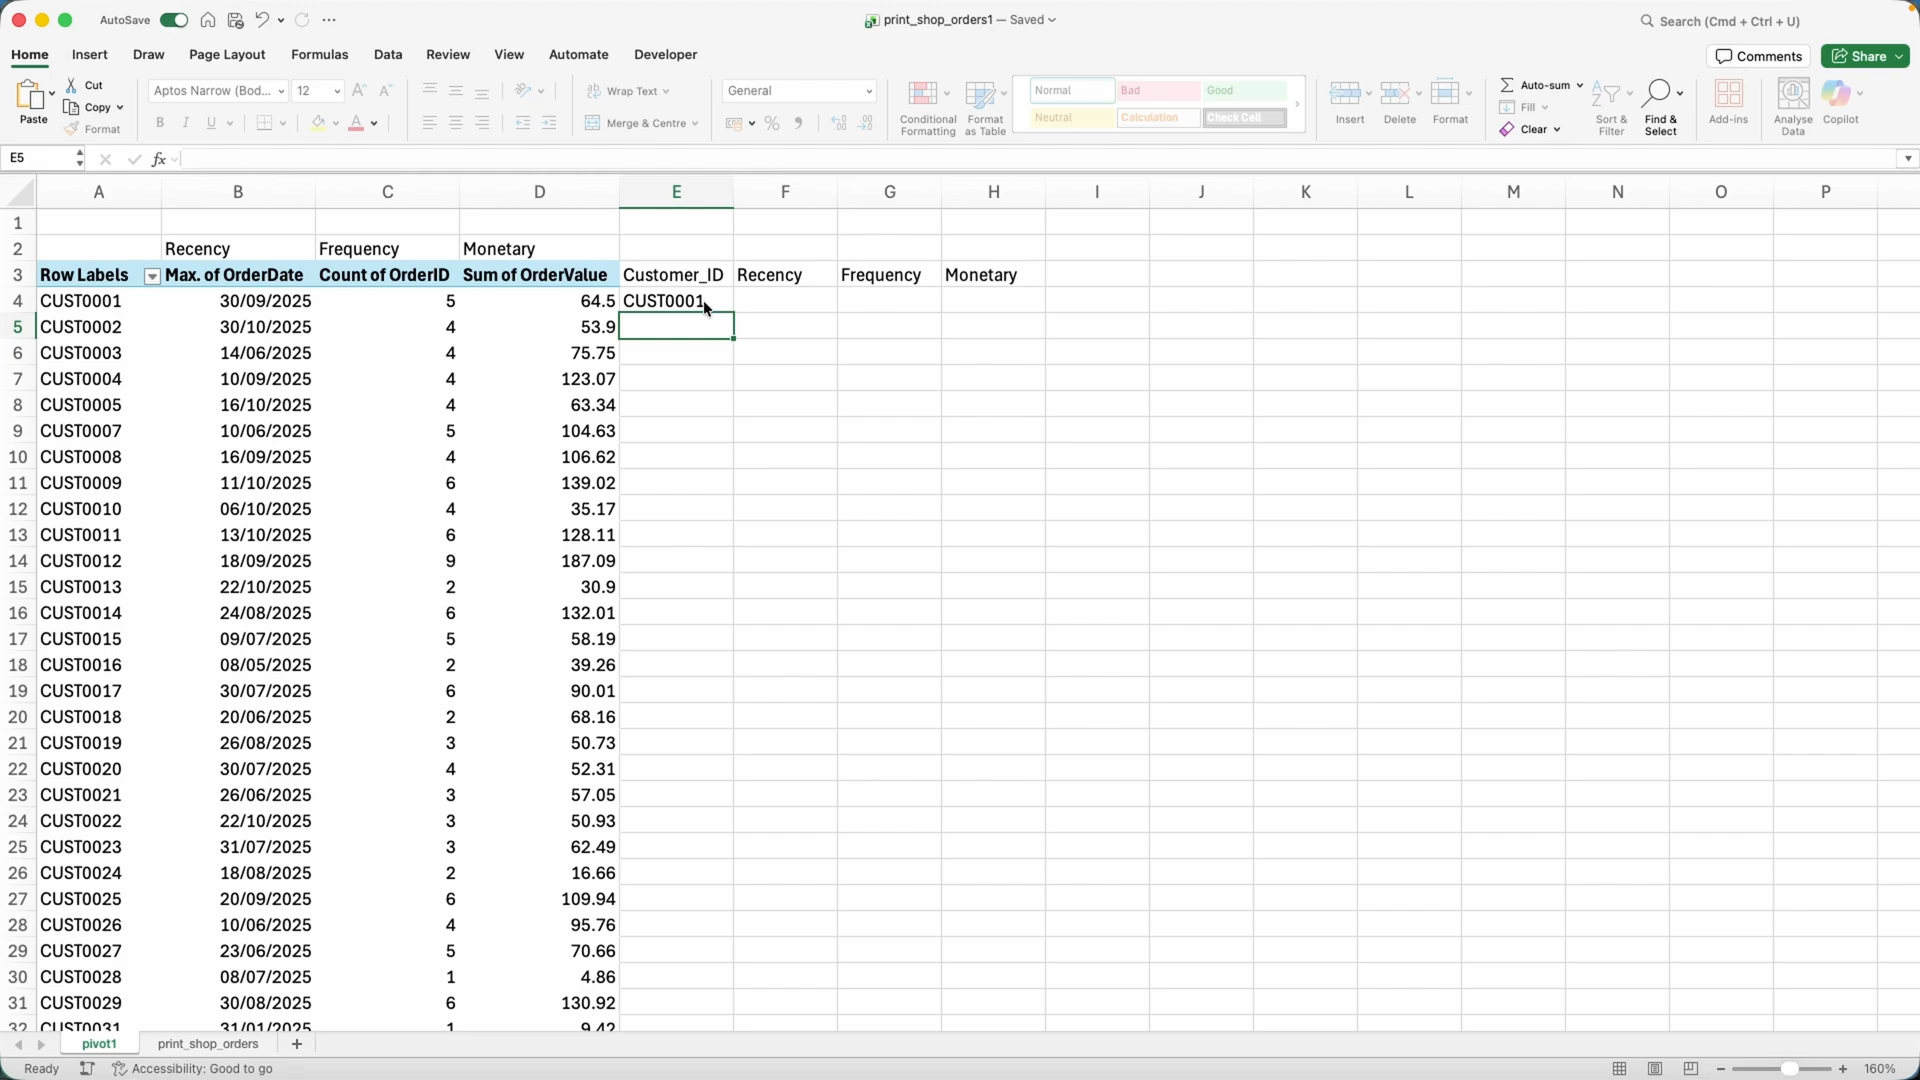 AutoSave
print_shop_orders1 — Saved
Search (Cmd + Ctrl + U)
Home Insert Draw Page Layout Formulas Data Review View Automate Developer
Comments Share
Paste
Cut
Copy
Format
Aptos Narrow (Bod... 12
B I U
Wrap Text
Merge & Centre
General
Conditional Formatting
Format as Table
Normal Bad Good
Neutral Calculation Check Cell
Insert
Delete
Format
Auto-sum
Fill
Clear
Sort & Filter
Find & Select
Add-ins
Analyse Data
Copilot
E5 fx
A B C D E F G H I J K L M N O P
1
2 Recency Frequency Monetary
3 Row Labels Max. of OrderDate Count of OrderID Sum of OrderValue Customer_ID Recency Frequency Monetary
4 CUST0001 30/09/2025 5 64.5 CUST0001
5 CUST0002 30/10/2025 4 53.9
6 CUST0003 14/06/2025 4 75.75
7 CUST0004 10/09/2025 4 123.07
8 CUST0005 16/10/2025 4 63.34
9 CUST0007 10/06/2025 5 104.63
10 CUST0008 16/09/2025 4 106.62
11 CUST0009 11/10/2025 6 139.02
12 CUST0010 06/10/2025 4 35.17
13 CUST0011 13/10/2025 6 128.11
14 CUST0012 18/09/2025 9 187.09
15 CUST0013 22/10/2025 2 30.9
16 CUST0014 24/08/2025 6 132.01
17 CUST0015 09/07/2025 5 58.19
18 CUST0016 08/05/2025 2 39.26
19 CUST0017 30/07/2025 6 90.01
20 CUST0018 20/06/2025 2 68.16
21 CUST0019 26/08/2025 3 50.73
22 CUST0020 30/07/2025 4 52.31
23 CUST0021 26/06/2025 3 57.05
24 CUST0022 22/10/2025 3 50.93
25 CUST0023 31/07/2025 3 62.49
26 CUST0024 18/08/2025 2 16.66
27 CUST0025 20/09/2025 6 109.94
28 CUST0026 10/06/2025 4 95.76
29 CUST0027 23/06/2025 5 70.66
30 CUST0028 08/07/2025 1 4.86
31 CUST0029 30/08/2025 6 130.92
32 CUST0031 31/01/2025 1 9.42
pivot1 print_shop_orders
Ready Accessibility: Good to go 160%